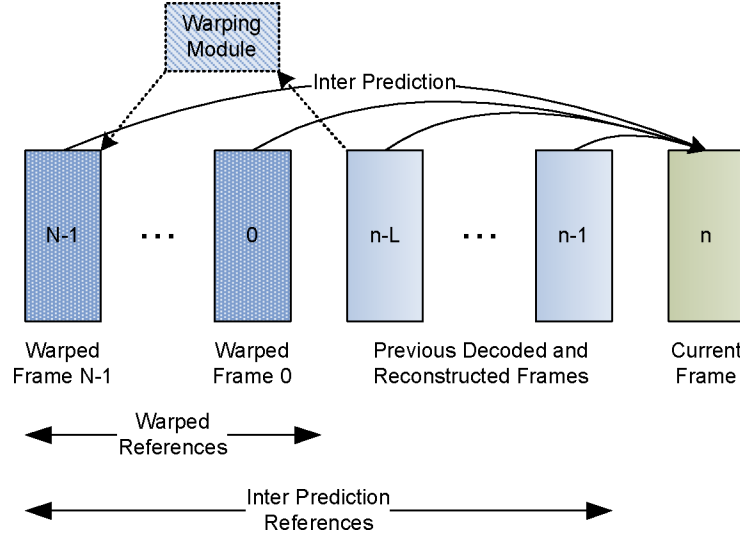 Warping
Module
Inter Prediction
N-1
...
0
n-L
...
n-1
n
Warped
Frame N-1
Warped
Frame 0
Previous Decoded and
Reconstructed Frames
Current
Frame
Warped
References
Inter Prediction
References